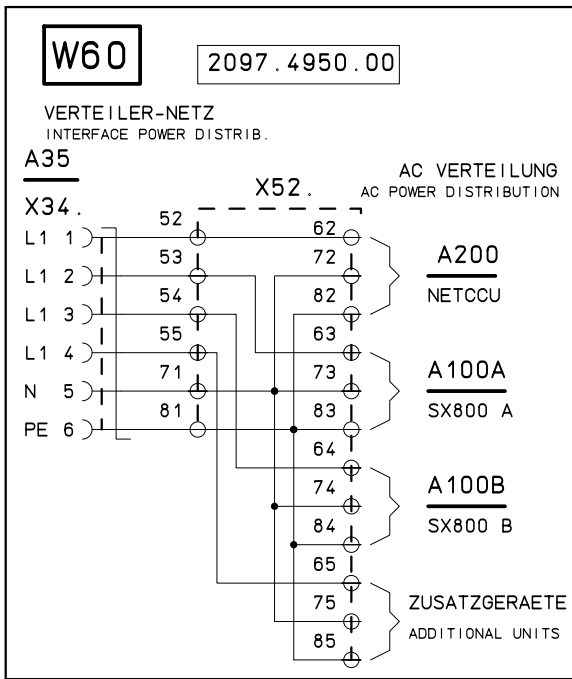 W60
2097.4950.00
VERTEILER-NETZ
INTERFACE POWER DISTRIB.
A35
X34.
X52.
AC VERTEILUNG
AC POWER DISTRIBUTION
L1 1
L1 2
L1 3
L1 4
N 5
PE 6
52
53
54
55
71
81
62
72
82
63
73
83
64
74
84
65
75
85
A200
NETCCU
A100A
SX800 A
A100B
SX800 B
ZUSATZGERAETE
ADDITIONAL UNITS